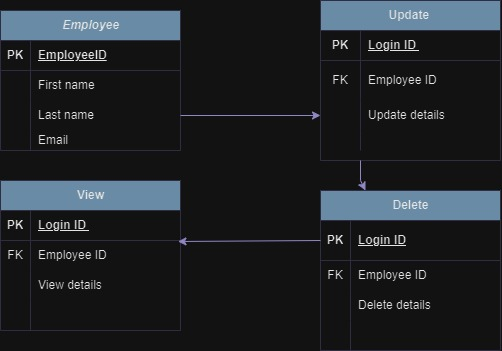 Employee
PK EmployeeID
First name
Last name
Email
Update
PK Login ID
FK Employee ID
Update details
View
PK Login ID
FK Employee ID
View details
Delete
PK Login ID
FK Employee ID
Delete details